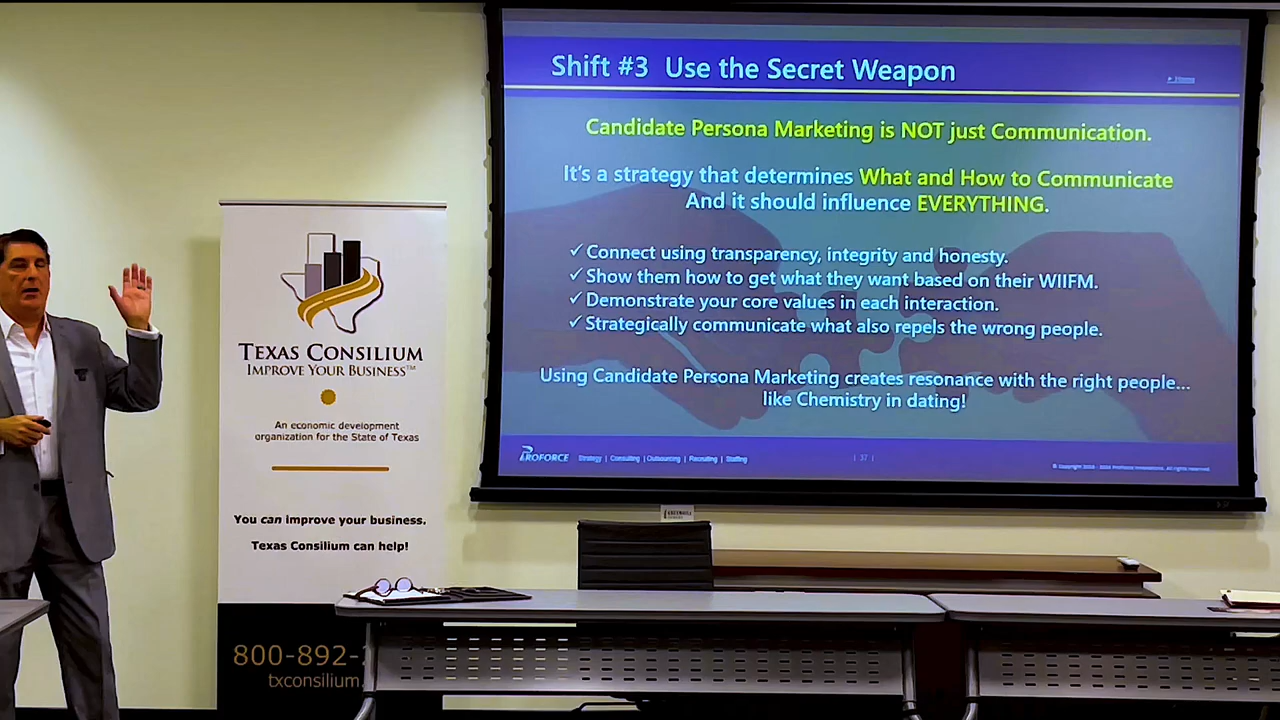 Shift #3 Use the Secret Weapon
► Home
Candidate Persona Marketing is NOT just Communication.
It's a strategy that determines What and How to Communicate
And it should influence EVERYTHING.
✓ Connect using transparency, integrity and honesty.
✓ Show them how to get what they want based on their WIIFM.
✓ Demonstrate your core values in each interaction.
✓ Strategically communicate what also repels the wrong people.
Using Candidate Persona Marketing creates resonance with the right people...
like Chemistry in dating!
PROFORCE Strategy | Consulting | Outsourcing | Recruiting | Staffing
| 37 |
TEXAS CONSILIUM
IMPROVE YOUR BUSINESS™
An economic development
organization for the State of Texas
You can improve your business.
Texas Consilium can help!
800-892-
txconsilium.